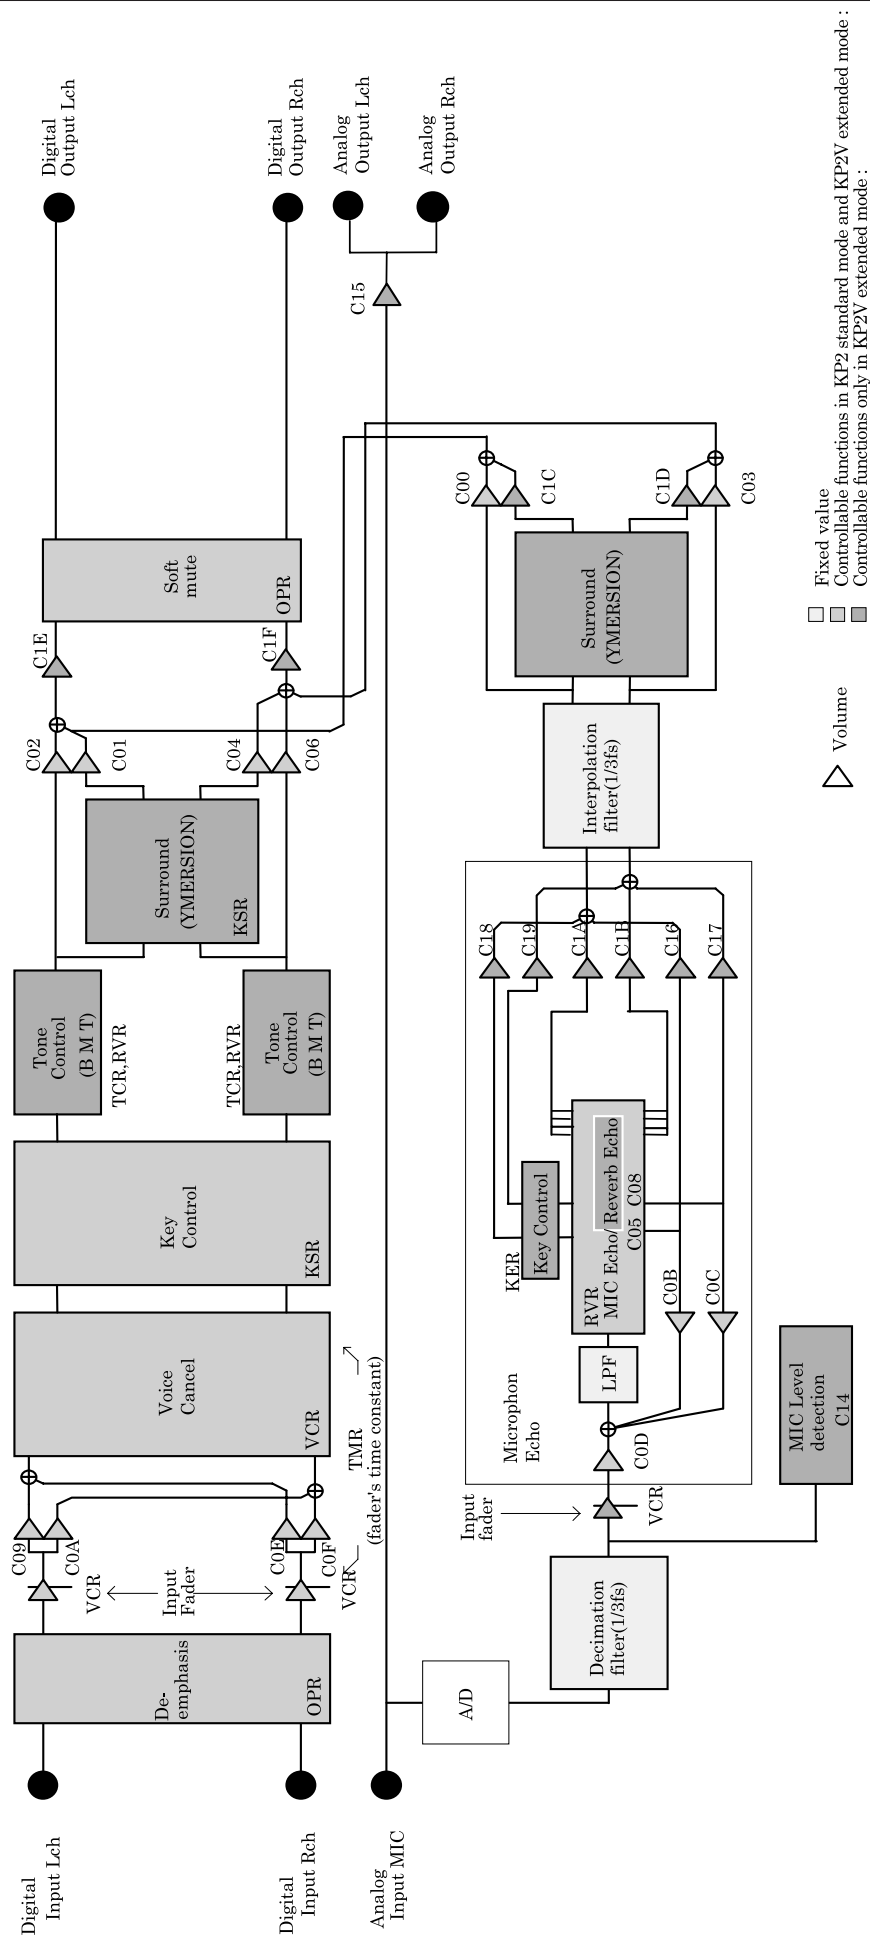 Digital
Input Lch
Digital
Input Rch
Analog
Input MIC
De-
emphasis
OPR
VCR
Input
Fader
VCR
C09
C0A
C0E
C0F
TMR
(fader's time constant)
Voice
Cancel
VCR
Key
Control
KSR
Tone
Control
(B M T)
TCR,RVR
TCR,RVR
Tone
Control
(B M T)
Surround
(YMERSION)
KSR
C02
C01
C04
C06
C1E
C1F
Soft
mute
OPR
Digital
Output Lch
Digital
Output Rch
C15
Analog
Output Lch
Analog
Output Rch
A/D
Decimation
filter(1/3fs)
Input
fader
VCR
MIC Level
detection
C14
Microphon
Echo
C0D
LPF
C0B
C0C
KER
Key Control
RVR
MIC Echo/ Reverb Echo
C05 C08
C18
C19
C1A
C1B
C16
C17
Interpolation
filter(1/3fs)
Surround
(YMERSION)
C00
C1C
C1D
C03
Volume
Fixed value
Controllable functions in KP2 standard mode and KP2V extended mode :
Controllable functions only in KP2V extended mode :